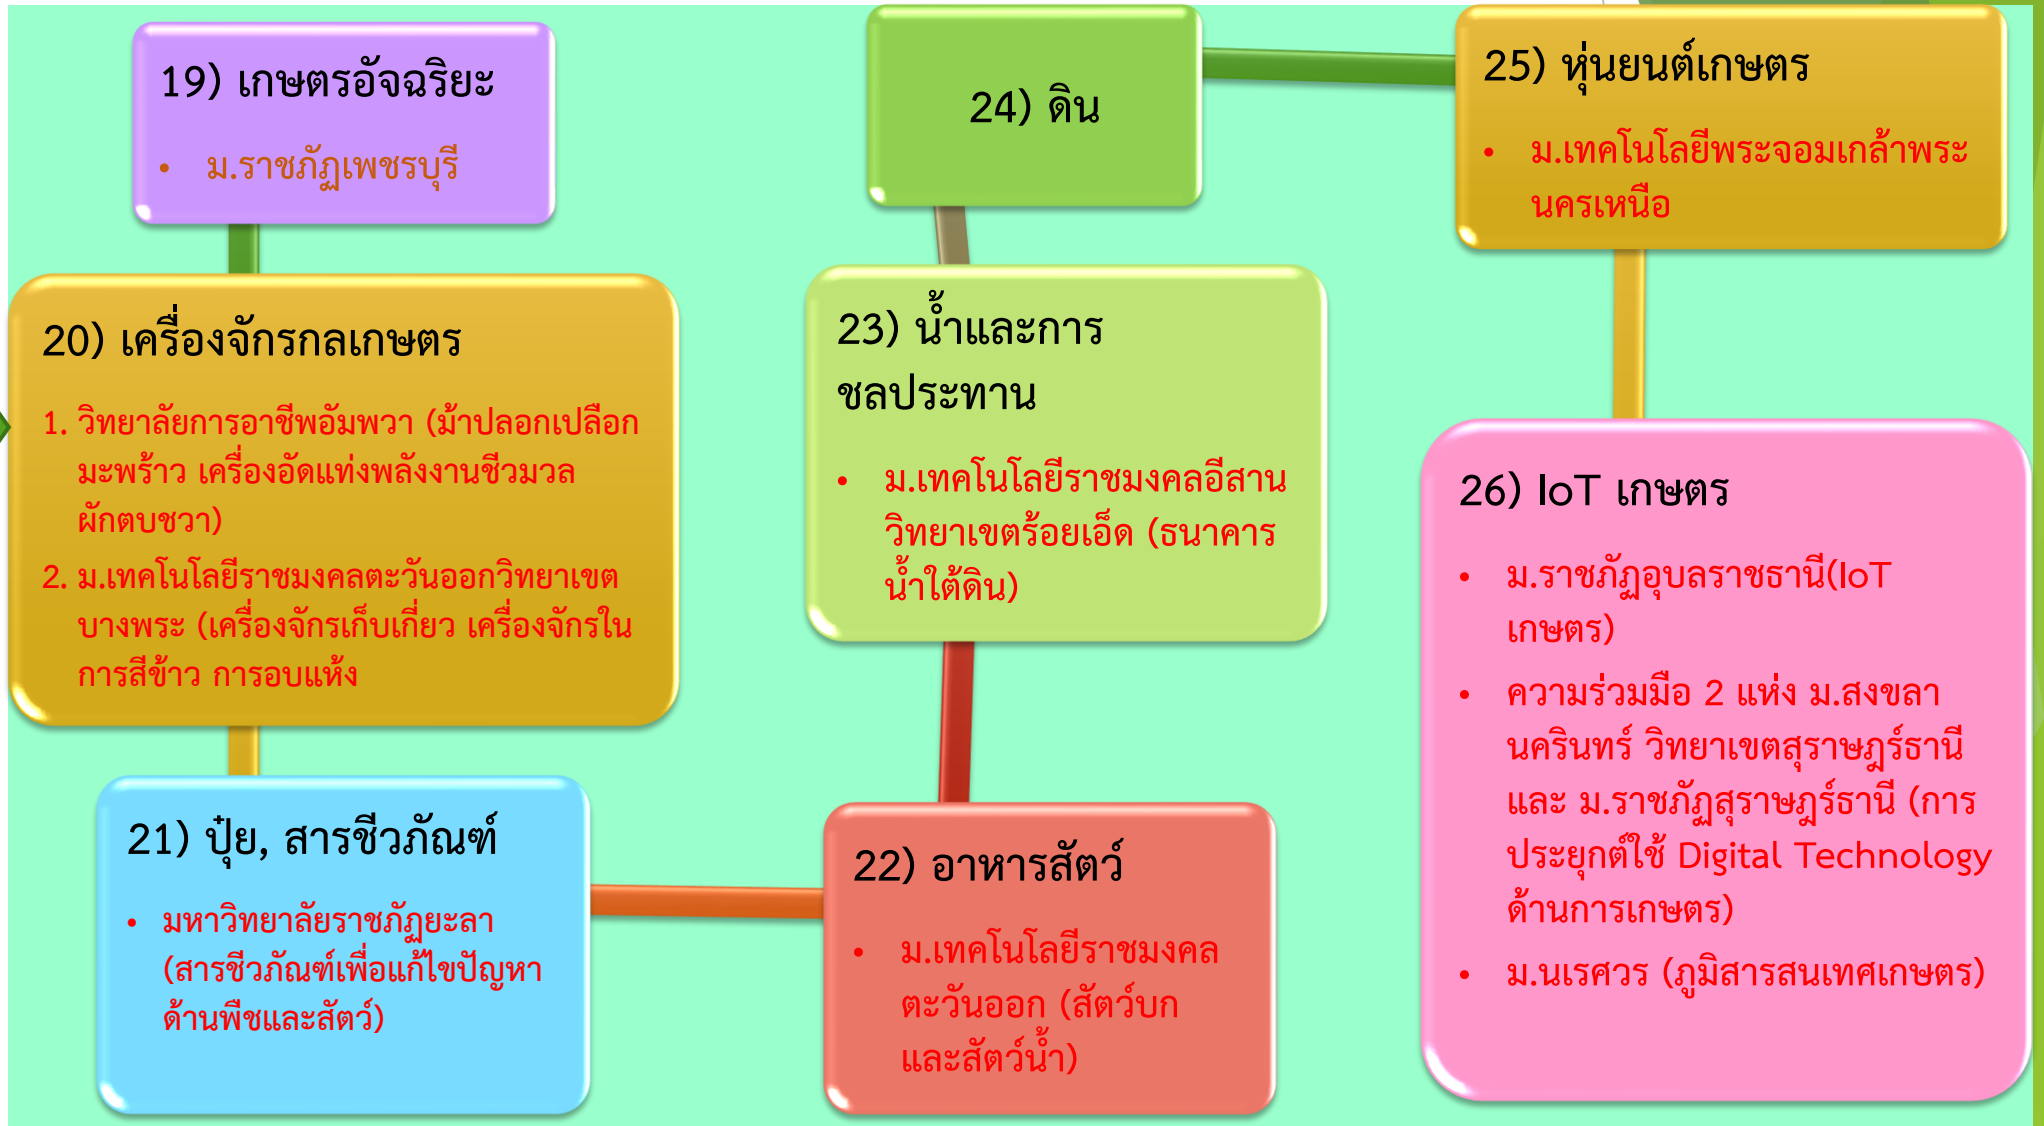 19) เกษตรอัจฉริยะ
• ม.ราชภัฏเพชรบุรี
20) เครื่องจักรกลเกษตร
1. วิทยาลัยการอาชีพอัมพวา (ม้าปลอกเปลือก
มะพร้าว เครื่องอัดแท่งพลังงานชีวมวล
ผักตบชวา)
2. ม.เทคโนโลยีราชมงคลตะวันออกวิทยาเขต
บางพระ (เครื่องจักรเก็บเกี่ยว เครื่องจักรใน
การสีข้าว การอบแห้ง
21) ปุ๋ย, สารชีวภัณฑ์
• มหาวิทยาลัยราชภัฏยะลา
(สารชีวภัณฑ์เพื่อแก้ไขปัญหา
ด้านพืชและสัตว์)
22) อาหารสัตว์
• ม.เทคโนโลยีราชมงคล
ตะวันออก (สัตว์บก
และสัตว์น้ำ)
23) น้ำและการ
ชลประทาน
• ม.เทคโนโลยีราชมงคลอีสาน
วิทยาเขตร้อยเอ็ด (ธนาคาร
น้ำใต้ดิน)
24) ดิน
25) หุ่นยนต์เกษตร
• ม.เทคโนโลยีพระจอมเกล้าพระ
นครเหนือ
26) IoT เกษตร
• ม.ราชภัฏอุบลราชธานี(IoT
เกษตร)
• ความร่วมมือ 2 แห่ง ม.สงขลา
นครินทร์ วิทยาเขตสุราษฎร์ธานี
และ ม.ราชภัฏสุราษฎร์ธานี (การ
ประยุกต์ใช้ Digital Technology
ด้านการเกษตร)
• ม.นเรศวร (ภูมิสารสนเทศเกษตร)